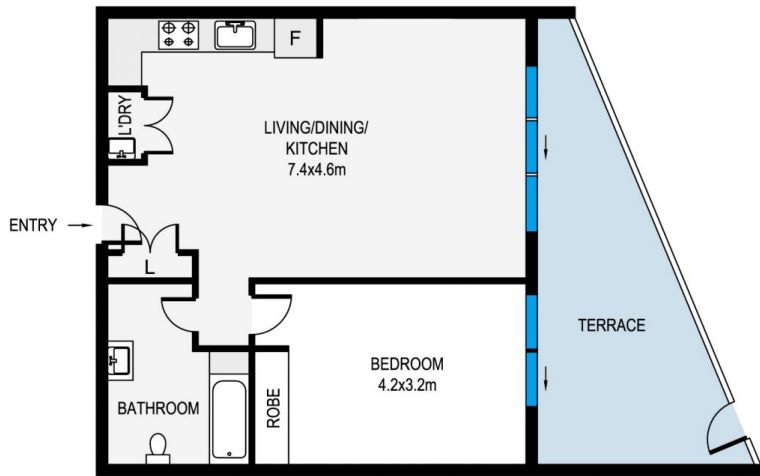 F
L'DRY
LIVING/DINING/
KITCHEN
7.4x4.6m
ENTRY
L
TERRACE
BEDROOM
4.2x3.2m
ROBE
BATHROOM